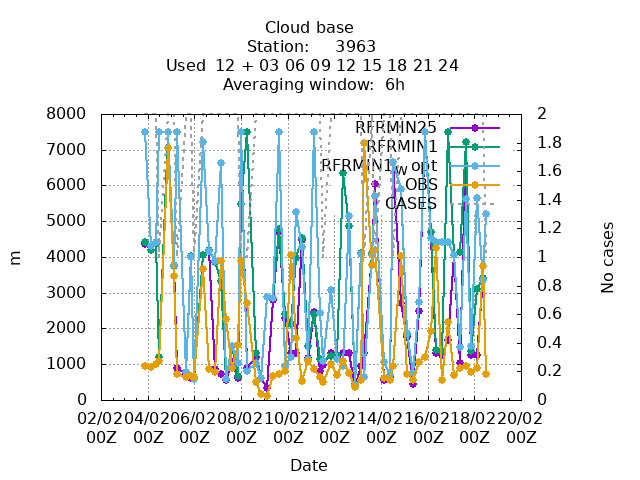 Cloud base
Station:     3963
Used  12 + 03 06 09 12 15 18 21 24
Averaging window:  6h
8000
7000
6000
5000
4000
3000
2000
1000
0
m
2
1.8
1.6
1.4
1.2
1
0.8
0.6
0.4
0.2
0
No cases
RFRMIN25
RFRMIN
RFRMIN1w opt
OBS
CASES
02/02 04/02 06/02 08/02 10/02 12/02 14/02 16/02 18/02 20/02
00Z 00Z 00Z 00Z 00Z 00Z 00Z 00Z 00Z 00Z
Date